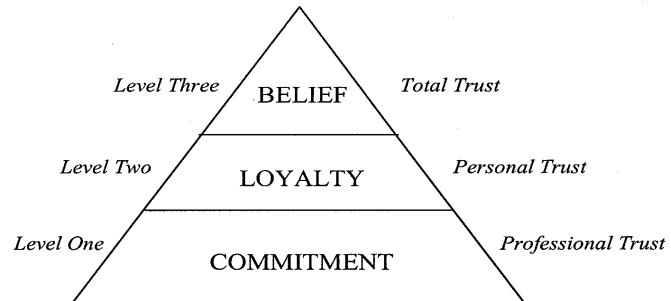 Level Three BELIEF Total Trust
Level Two LOYALTY Personal Trust
Level One COMMITMENT Professional Trust